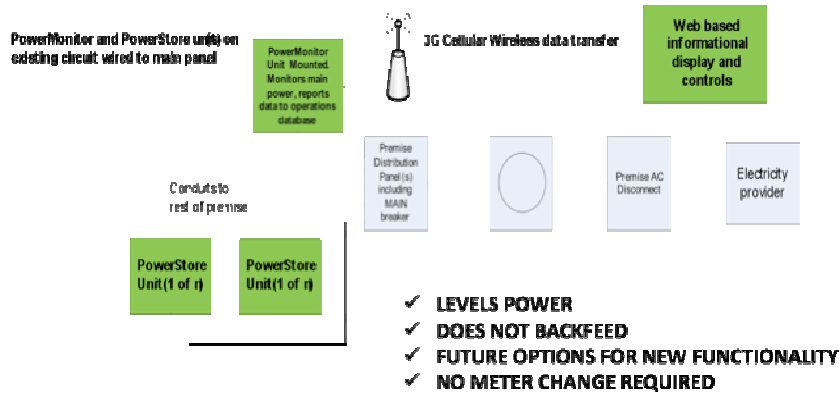 PowerMonitor and PowerStore unit(s) on
existing circuit wired to main panel
PowerMonitor
Unit Mounted.
Monitors main
power, reports
data to operations
database
3G Cellular Wireless data transfer
Web based
informational
display and
controls
Premise
Distribution
Panel(s)
including
MAIN
breaker
Premise AC
Disconnect
Electricity
provider
Conduits to
rest of premise
PowerStore
Unit(1 of r)
PowerStore
Unit(1 of r)
✓ LEVELS POWER
✓ DOES NOT BACKFEED
✓ FUTURE OPTIONS FOR NEW FUNCTIONALITY
✓ NO METER CHANGE REQUIRED